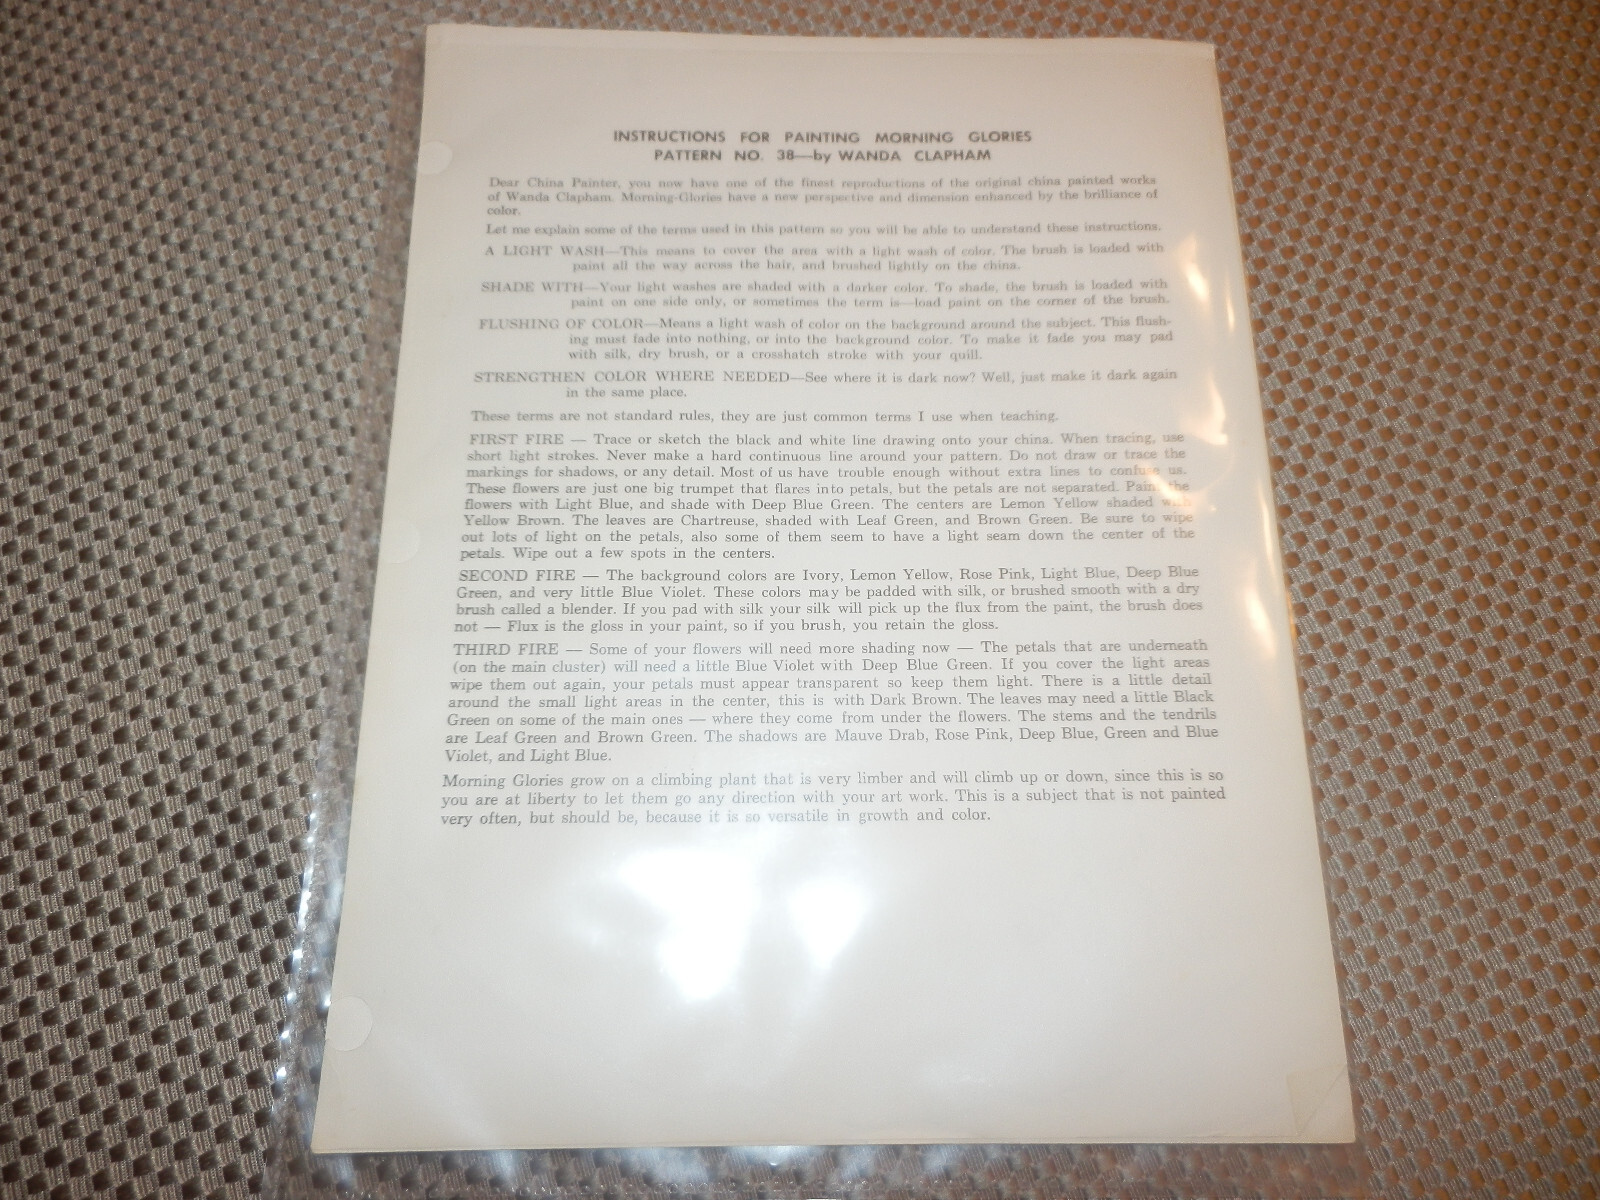 INSTRUCTIONS FOR PAINTING MORNING GLORIES
PATTERN NO. 38—by WANDA CLAPHAM
Dear China Painter, you now have one of the finest reproductions of the original china painted works
of Wanda Clapham. Morning-Glories have a new perspective and dimension enhanced by the brilliance of
color.
Let me explain some of the terms used in this pattern so you will be able to understand these instructions.
A LIGHT WASH—This means to cover the area with a light wash of color. The brush is loaded with
paint all the way across the hair, and brushed lightly on the china.
SHADE WITH—Your light washes are shaded with a darker color. To shade, the brush is loaded with
paint on one side only, or sometimes the term is—load paint on the corner of the brush.
FLUSHING OF COLOR—Means a light wash of color on the background around the subject. This flush-
ing must fade into nothing, or into the background color. To make it fade you may pad
with silk, dry brush, or a crosshatch stroke with your quill.
STRENGTHEN COLOR WHERE NEEDED—See where it is dark now? Well, just make it dark again
in the same place.
These terms are not standard rules, they are just common terms I use when teaching.
FIRST FIRE — Trace or sketch the black and white line drawing onto your china. When tracing, use
short light strokes. Never make a hard continuous line around your pattern. Do not draw or trace the
markings for shadows, or any detail. Most of us have trouble enough without extra lines to confuse us.
These flowers are just one big trumpet that flares into petals, but the petals are not separated. Paint the
flowers with Light Blue, and shade with Deep Blue Green. The centers are Lemon Yellow shaded with
Yellow Brown. The leaves are Chartreuse, shaded with Leaf Green, and Brown Green. Be sure to wipe
out lots of light on the petals, also some of them seem to have a light seam down the center of the
petals. Wipe out a few spots in the centers.
SECOND FIRE — The background colors are Ivory, Lemon Yellow, Rose Pink, Light Blue, Deep Blue
Green, and very little Blue Violet. These colors may be padded with silk, or brushed smooth with a dry
brush called a blender. If you pad with silk your silk will pick up the flux from the paint, the brush does
not — Flux is the gloss in your paint, so if you brush, you retain the gloss.
THIRD FIRE — Some of your flowers will need more shading now — The petals that are underneath
(on the main cluster) will need a little Blue Violet with Deep Blue Green. If you cover the light areas
wipe them out again, your petals must appear transparent so keep them light. There is a little detail
around the small light areas in the center, this is with Dark Brown. The leaves may need a little Black
Green on some of the main ones — where they come from under the flowers. The stems and the tendrils
are Leaf Green and Brown Green. The shadows are Mauve Drab, Rose Pink, Deep Blue, Green and Blue
Violet, and Light Blue.
Morning Glories grow on a climbing plant that is very limber and will climb up or down, since this is so
you are at liberty to let them go any direction with your art work. This is a subject that is not painted
very often, but should be, because it is so versatile in growth and color.